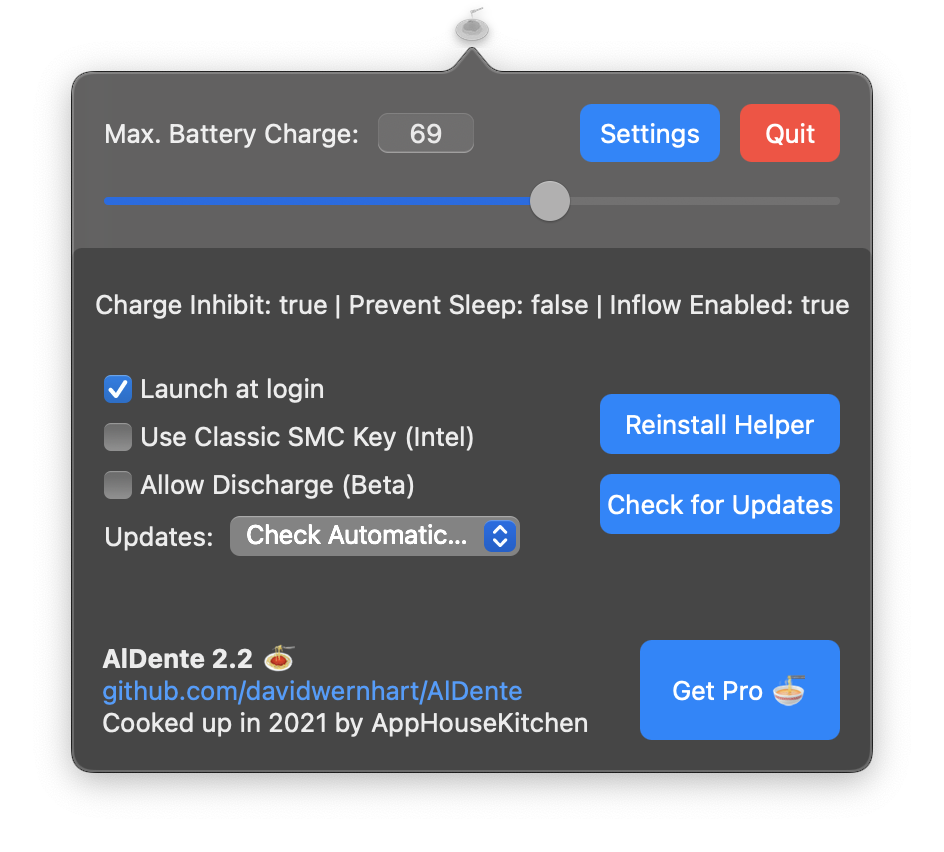 Max. Battery Charge: 69 Settings Quit
Charge Inhibit: true | Prevent Sleep: false | Inflow Enabled: true
Launch at login
Use Classic SMC Key (Intel)
Allow Discharge (Beta)
Updates: Check Automatic...
Reinstall Helper
Check for Updates
AlDente 2.2
github.com/davidwernhart/AlDente
Cooked up in 2021 by AppHouseKitchen
Get Pro